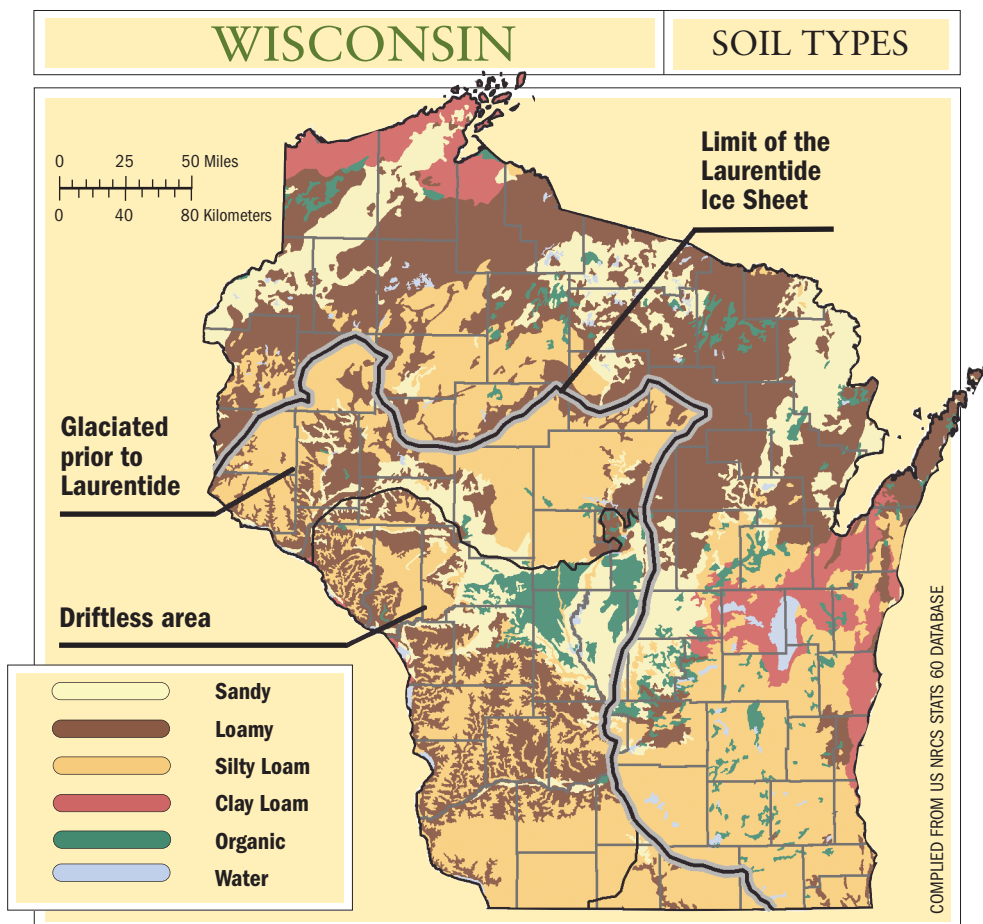 WISCONSIN
SOIL TYPES
0 25 50 Miles
0 40 80 Kilometers
Limit of the
Laurentide
Ice Sheet
Glaciated
prior to
Laurentide
Driftless area
Sandy
Loamy
Silty Loam
Clay Loam
Organic
Water
COMPLIED FROM US NRCS STATS 60 DATABASE